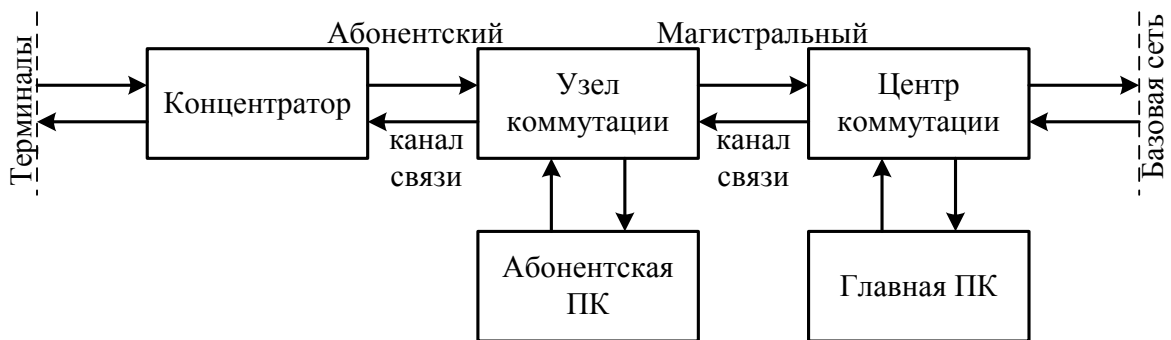 Терминалы
Концентратор
Абонентский
канал
связи
Узел
коммутации
Магистральный
канал
связи
Центр
коммутации
Базовая сеть
Абонентская
ПК
Главная ПК